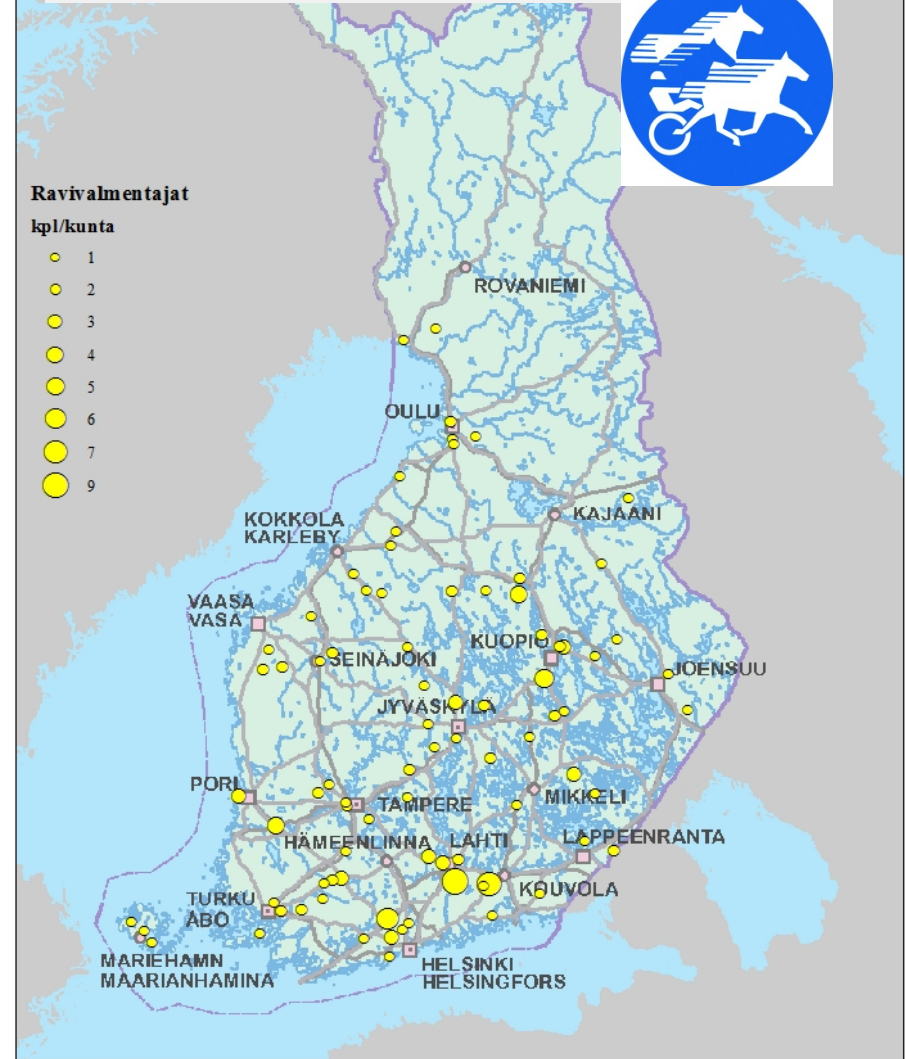 Ravivalmentajat
kpl/kunta
1
2
3
4
5
6
7
9
ROVANIEMI
OULU
KAJAANI
KOKKOLA
KARLEBY
VAASA
VASA
SEINÄJOKI
KUOPIO
JOENSUU
JYVÄSKYLÄ
PORI
TAMPERE
MIKKELI
HÄMEENLINNA
LAHTI
LAPPEENRANTA
KOUVOLA
TURKU
ÅBO
MARIEHAMN
MAARIANHAMINA
HELSINKI
HELSINGFORS